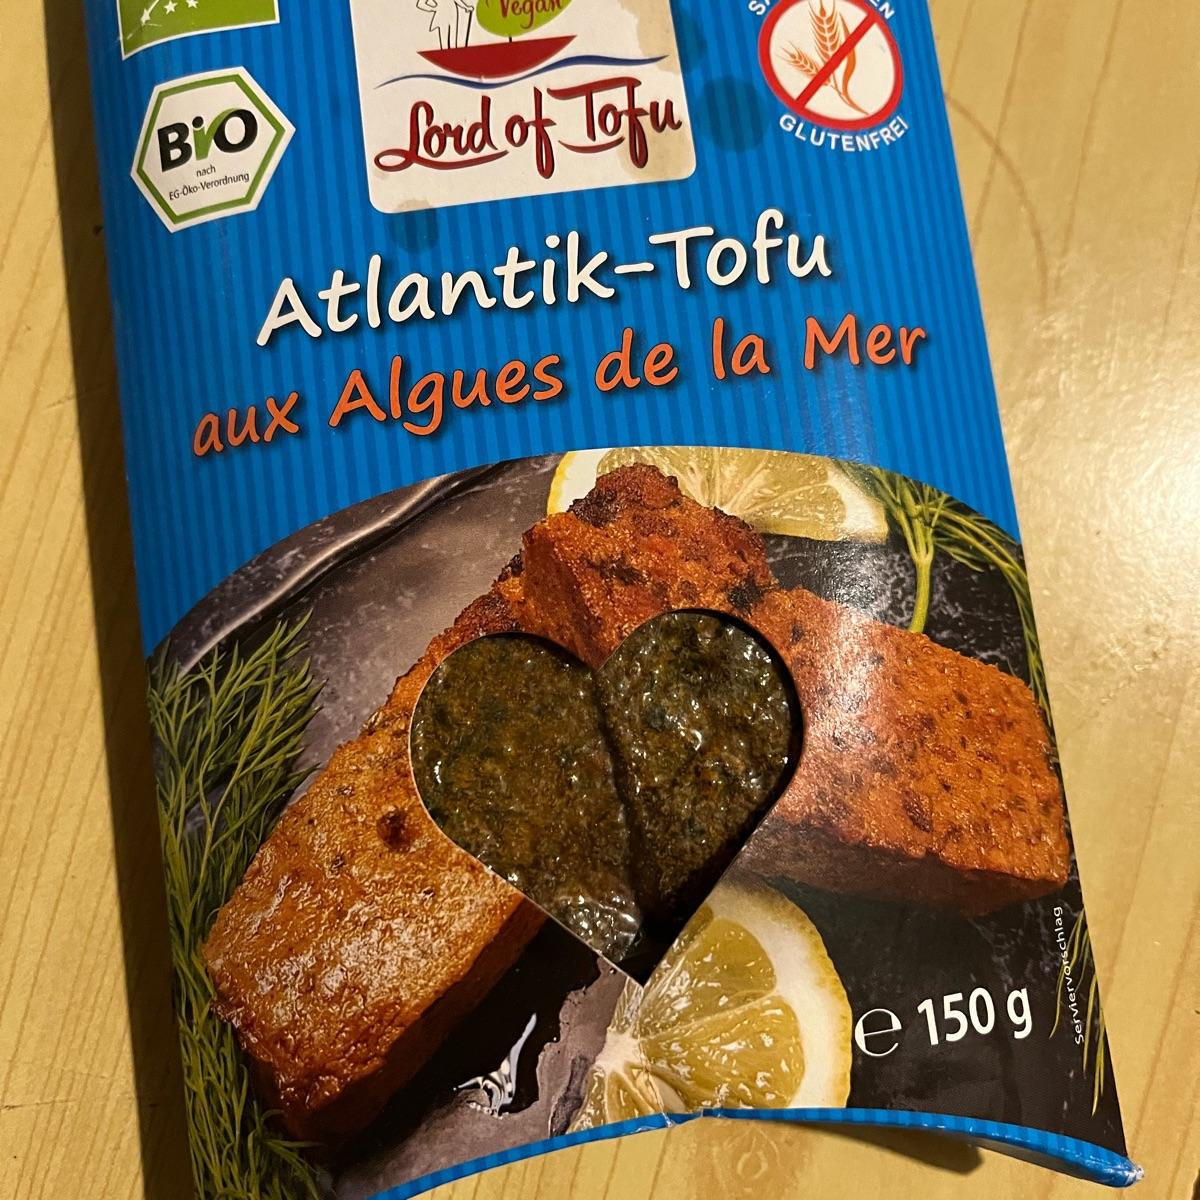 Vegan
Lord of Tofu
BIO
nach
EG-Öko-Verordnung
GLUTENFREI
Atlantik-Tofu
aux Algues de la Mer
e 150 g
Serviervorschlag